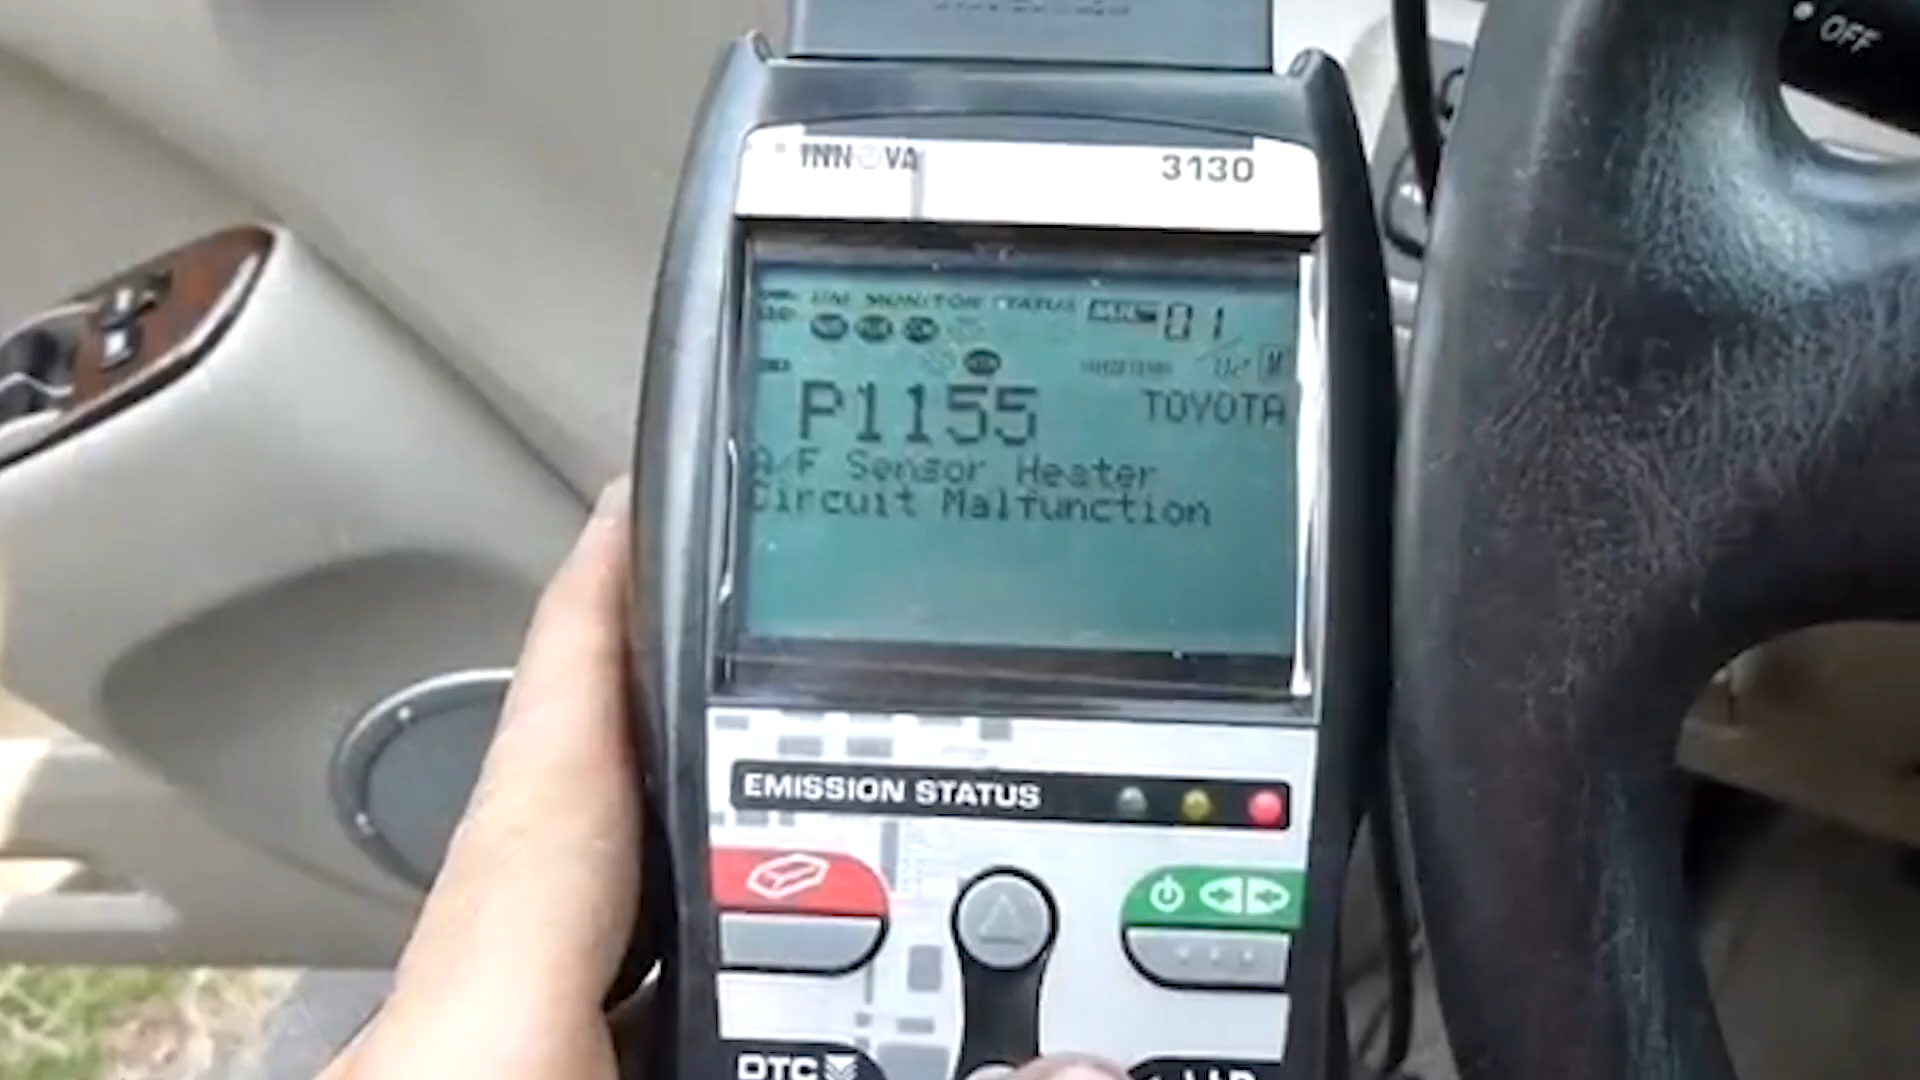 OFF
INNOVA
3130
I/M MONITOR STATUS
01
P1155
TOYOTA
A/F Sensor Heater
Circuit Malfunction
EMISSION STATUS
DTC